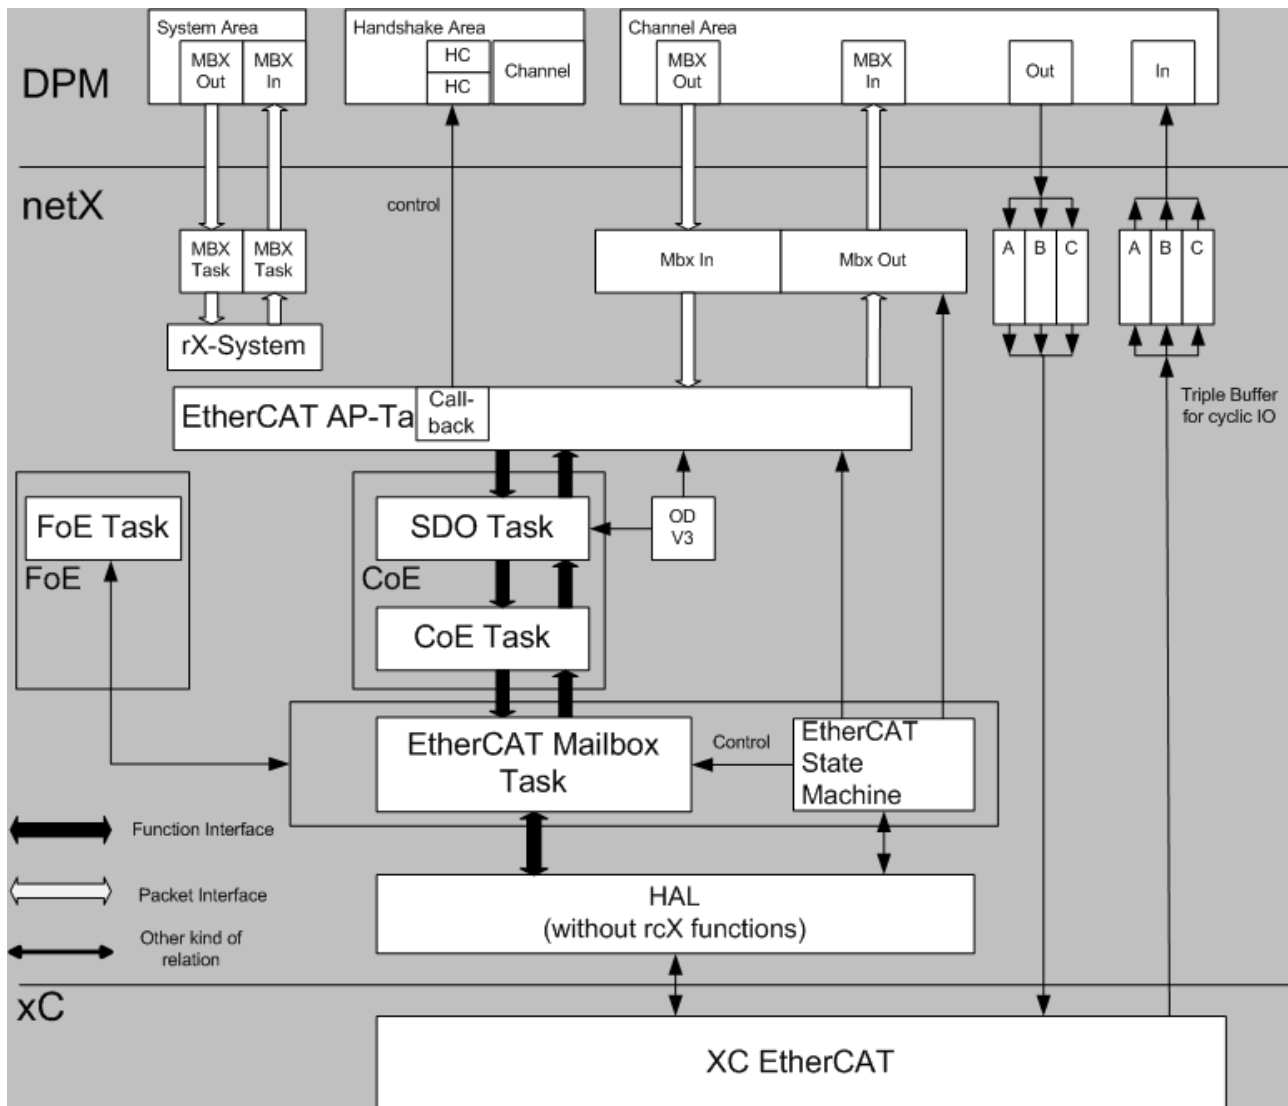 System Area
MBX
Out
MBX
In
Handshake Area
HC
HC
Channel
Channel Area
MBX
Out
MBX
In
Out
In
DPM
netX
control
MBX
Task
MBX
Task
Mbx In
Mbx Out
A
B
C
A
B
C
rX-System
Triple Buffer
for cyclic IO
EtherCAT AP-Ta
Call-
back
FoE Task
FoE
SDO Task
CoE
OD
V3
CoE Task
EtherCAT Mailbox
Task
Control
EtherCAT
State
Machine
Function Interface
Packet Interface
Other kind of
relation
HAL
(without rcX functions)
xC
XC EtherCAT